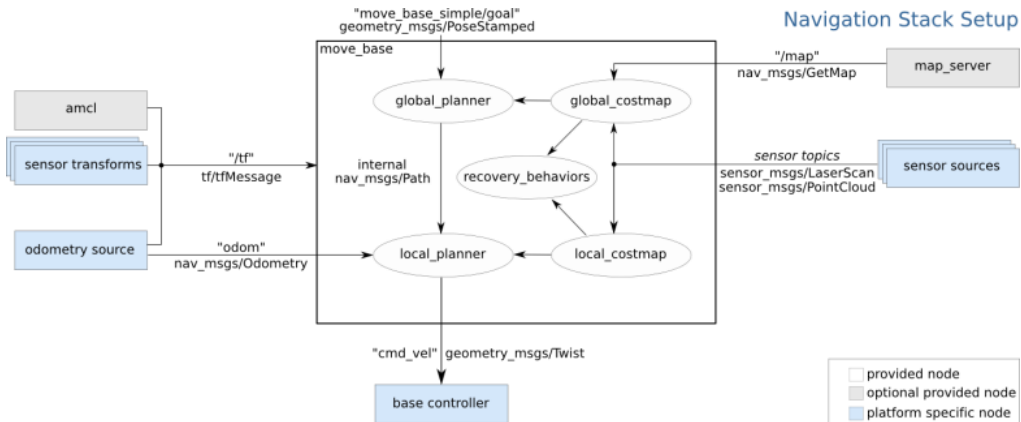 Navigation Stack Setup
"move_base_simple/goal"
geometry_msgs/PoseStamped
move_base
"/map"
nav_msgs/GetMap
map_server
global_planner
global_costmap
amcl
sensor transforms
"/tf"
tf/tfMessage
internal
nav_msgs/Path
recovery_behaviors
sensor topics
sensor_msgs/LaserScan
sensor_msgs/PointCloud
sensor sources
odometry source
"odom"
nav_msgs/Odometry
local_planner
local_costmap
"cmd_vel"
geometry_msgs/Twist
base controller
provided node
optional provided node
platform specific node